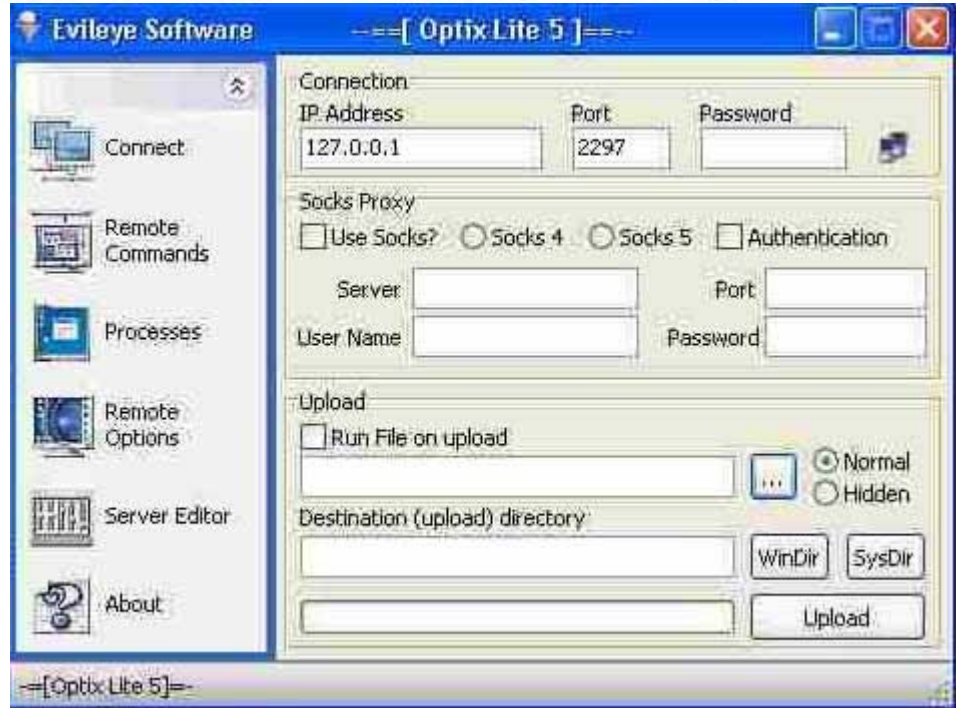 Evileye Software --==[ Optix Lite 5 ]==--
Connect
Remote
Commands
Processes
Remote
Options
Server Editor
About
Connection
IP Address Port Password
127.0.0.1 2297
Socks Proxy
Use Socks? Socks 4 Socks 5 Authentication
Server Port
User Name Password
Upload
Run File on upload
... Normal
Hidden
Destination (upload) directory
WinDir SysDir
Upload
-=[Optix Lite 5]=-